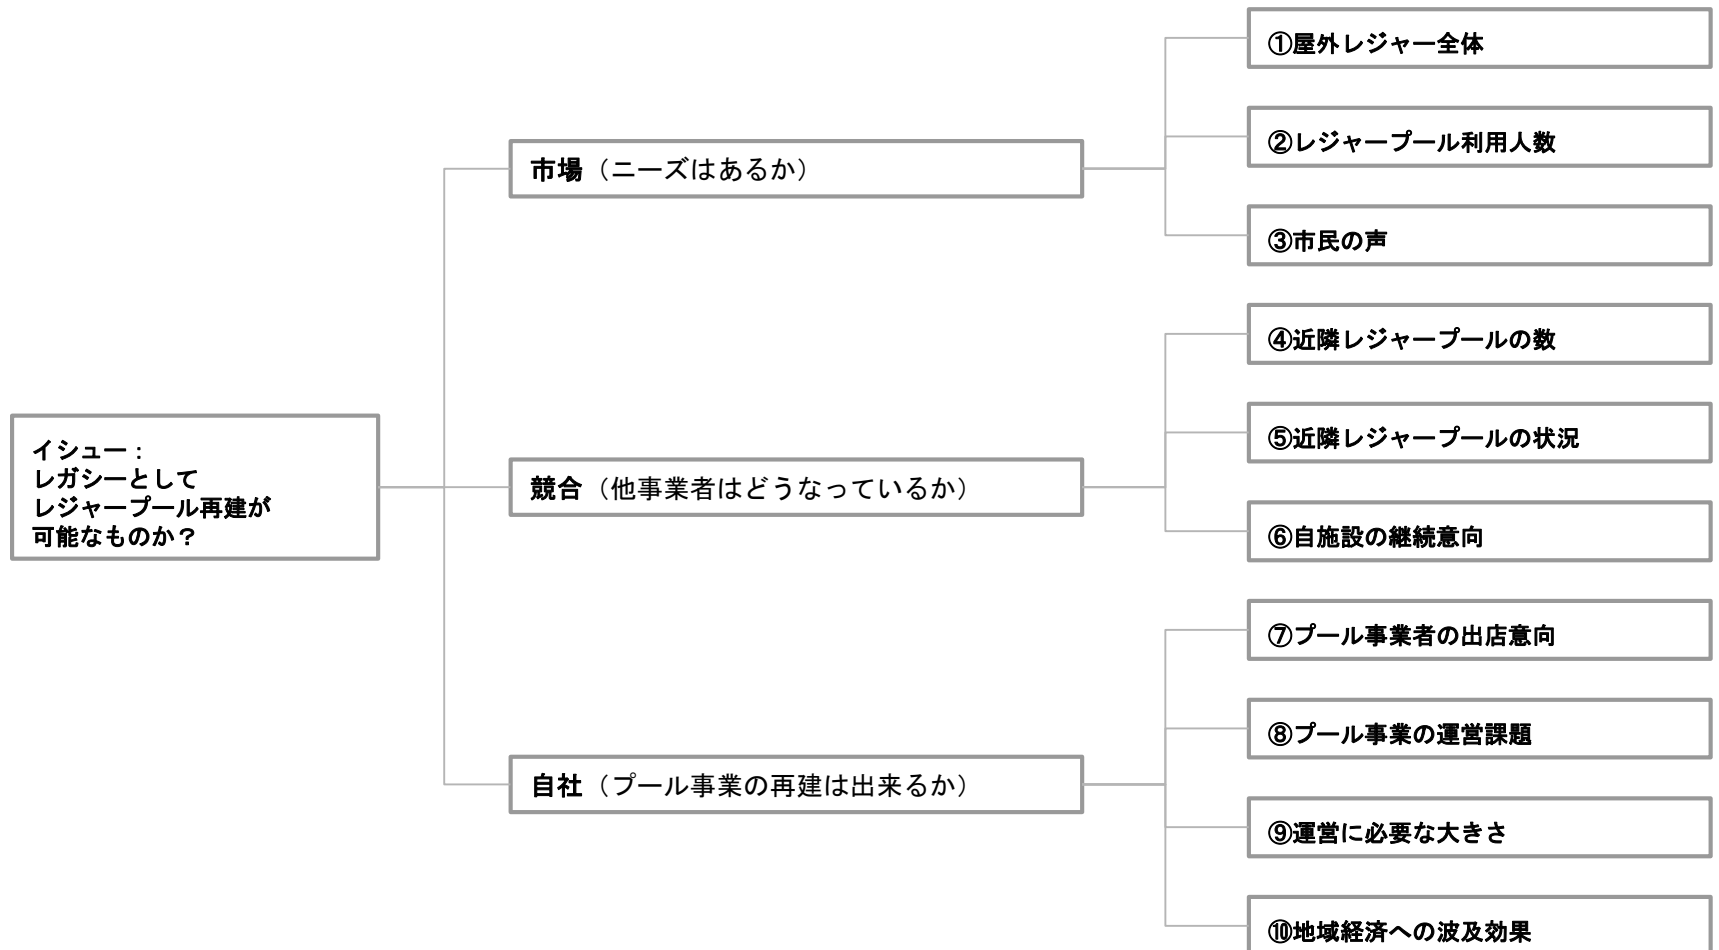 イシュー：
レガシーとして
レジャープール再建が
可能なものか？
市場（ニーズはあるか）
①屋外レジャー全体
②レジャープール利用人数
③市民の声
競合（他事業者はどうなっているか）
④近隣レジャープールの数
⑤近隣レジャープールの状況
⑥自施設の継続意向
自社（プール事業の再建は出来るか）
⑦プール事業者の出店意向
⑧プール事業の運営課題
⑨運営に必要な大きさ
⑩地域経済への波及効果